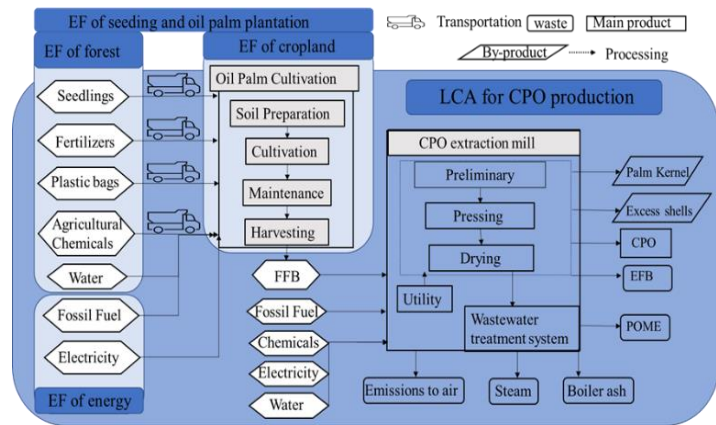 EF of seeding and oil palm plantation
Transportation
waste
Main product
By-product
Processing
EF of forest
EF of cropland
LCA for CPO production
Seedlings
Fertilizers
Plastic bags
Agricultural
Chemicals
Water
Fossil Fuel
Electricity
EF of energy
Oil Palm Cultivation
Soil Preparation
Cultivation
Maintenance
Harvesting
FFB
Fossil Fuel
Chemicals
Electricity
Water
CPO extraction mill
Preliminary
Pressing
Drying
Utility
Wastewater
treatment system
Palm Kernel
Excess shells
CPO
EFB
POME
Emissions to air
Steam
Boiler ash